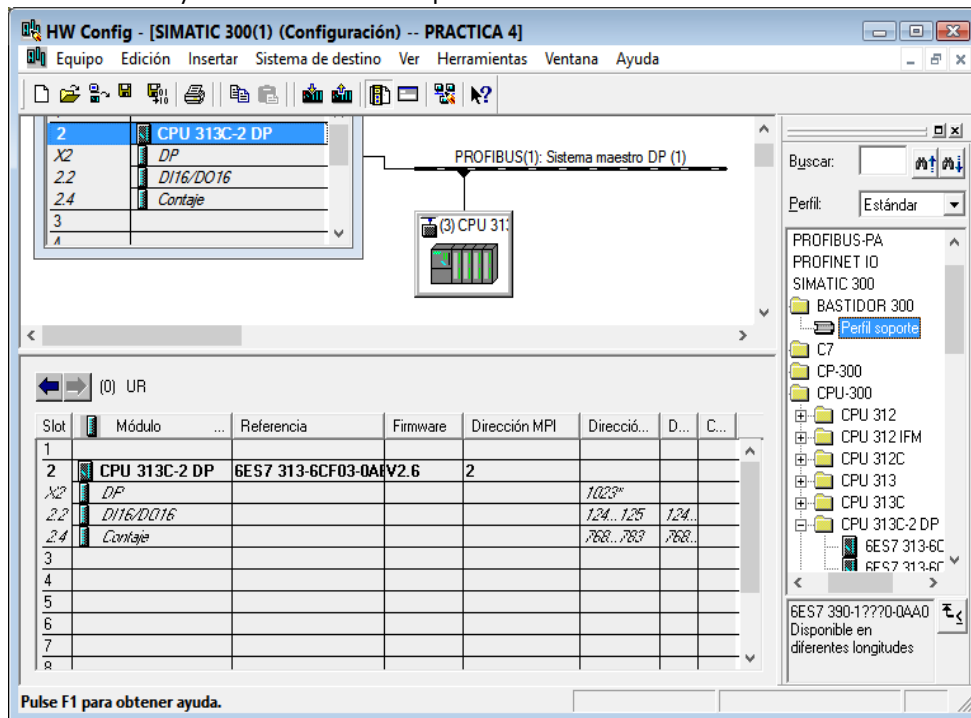 HW Config - [SIMATIC 300(1) (Configuración) -- PRACTICA 4]
Equipo Edición Insertar Sistema de destino Ver Herramientas Ventana Ayuda
2 CPU 313C-2 DP
X2 DP
2.2 DI16/DO16
2.4 Contaje
3
4
PROFIBUS(1): Sistema maestro DP (1)
(3) CPU 31
Buscar:
Perfil: Estándar
PROFIBUS-PA
PROFINET IO
SIMATIC 300
BASTIDOR 300
Perfil soporte
C7
CP-300
CPU-300
CPU 312
CPU 312 IFM
CPU 312C
CPU 313
CPU 313C
CPU 313C-2 DP
6ES7 313-6C
6ES7 313-6C
6ES7 390-1???0-0AA0
Disponible en
diferentes longitudes
(0) UR
Slot Módulo ... Referencia Firmware Dirección MPI Direcció... D... C...
1
2 CPU 313C-2 DP 6ES7 313-6CF03-0AB V2.6 2
X2 DP 1023*
2.2 DI16/DO16 124...125 124..
2.4 Contaje 768...783 768..
3
4
5
6
7
8
Pulse F1 para obtener ayuda.